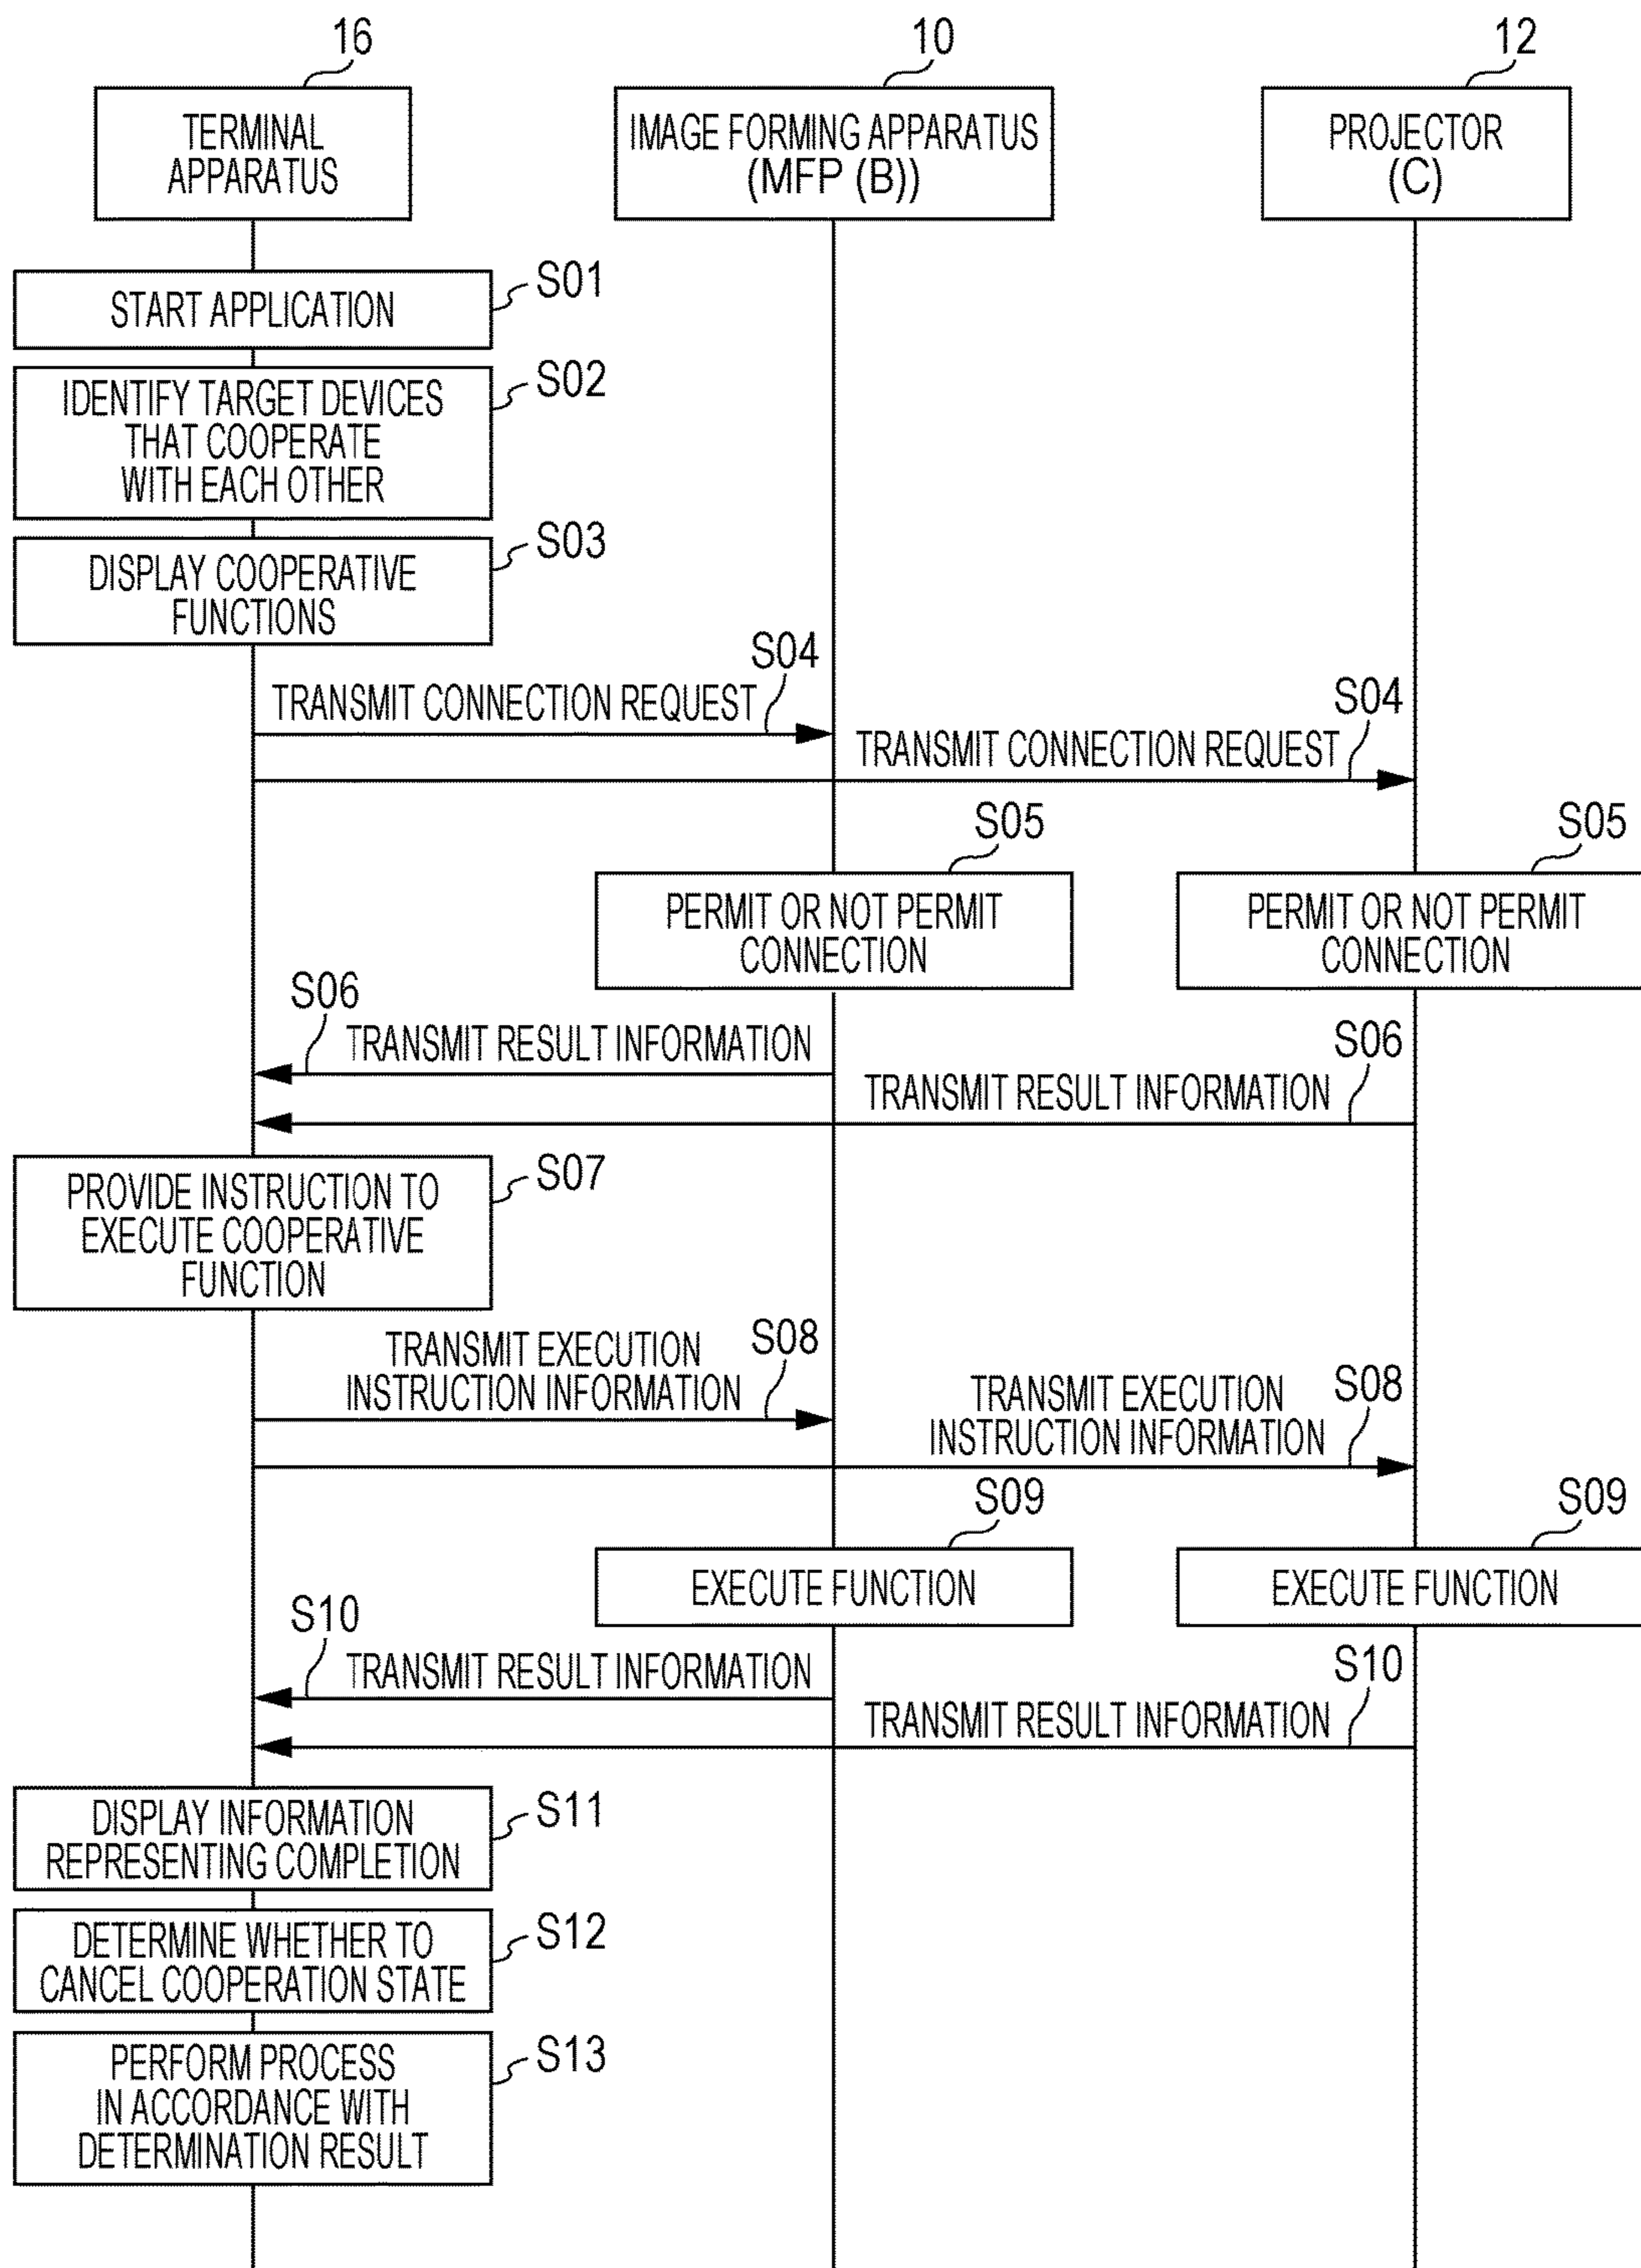 16
10
12
TERMINAL
APPARATUS
IMAGE FORMING APPARATUS
(MFP (B))
PROJECTOR
(C)
START APPLICATION
S01
IDENTIFY TARGET DEVICES
THAT COOPERATE
WITH EACH OTHER
S02
DISPLAY COOPERATIVE
FUNCTIONS
S03
S04
TRANSMIT CONNECTION REQUEST
S04
TRANSMIT CONNECTION REQUEST
S05
S05
PERMIT OR NOT PERMIT
CONNECTION
PERMIT OR NOT PERMIT
CONNECTION
S06
TRANSMIT RESULT INFORMATION
S06
TRANSMIT RESULT INFORMATION
PROVIDE INSTRUCTION TO
EXECUTE COOPERATIVE
FUNCTION
S07
TRANSMIT EXECUTION
INSTRUCTION INFORMATION
S08
TRANSMIT EXECUTION
INSTRUCTION INFORMATION
S08
S09
S09
EXECUTE FUNCTION
EXECUTE FUNCTION
S10
TRANSMIT RESULT INFORMATION
S10
TRANSMIT RESULT INFORMATION
DISPLAY INFORMATION
REPRESENTING COMPLETION
S11
DETERMINE WHETHER TO
CANCEL COOPERATION STATE
S12
PERFORM PROCESS
IN ACCORDANCE WITH
DETERMINATION RESULT
S13